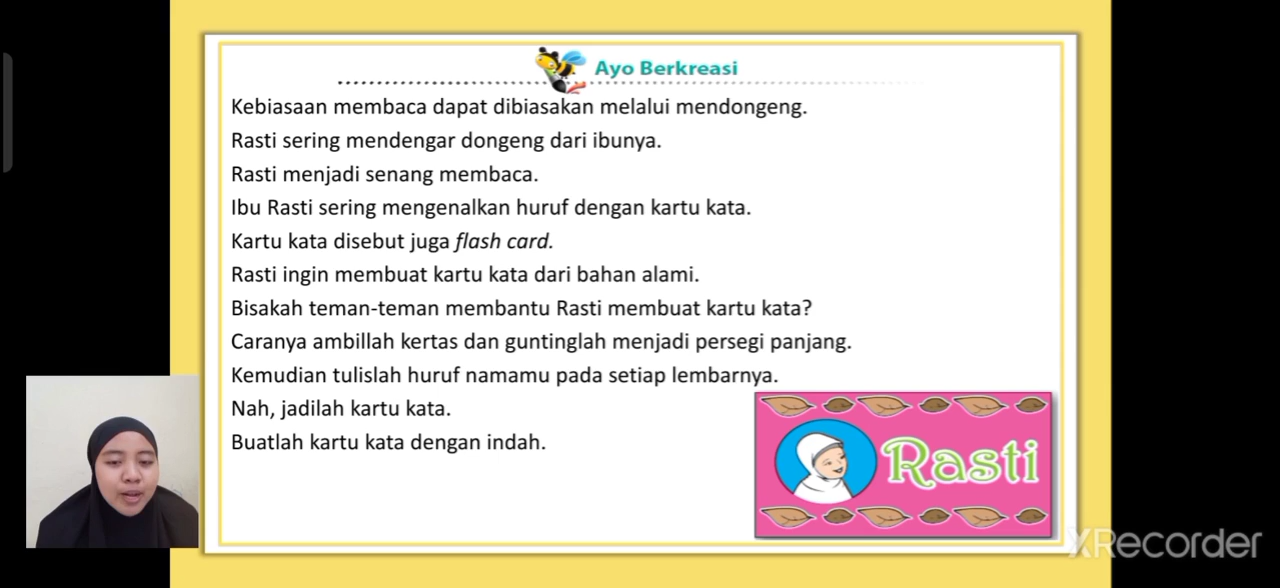 Ayo Berkreasi
Kebiasaan membaca dapat dibiasakan melalui mendongeng.
Rasti sering mendengar dongeng dari ibunya.
Rasti menjadi senang membaca.
Ibu Rasti sering mengenalkan huruf dengan kartu kata.
Kartu kata disebut juga flash card.
Rasti ingin membuat kartu kata dari bahan alami.
Bisakah teman-teman membantu Rasti membuat kartu kata?
Caranya ambillah kertas dan guntinglah menjadi persegi panjang.
Kemudian tulislah huruf namamu pada setiap lembarnya.
Nah, jadilah kartu kata.
Buatlah kartu kata dengan indah.
Rasti
XRecorder